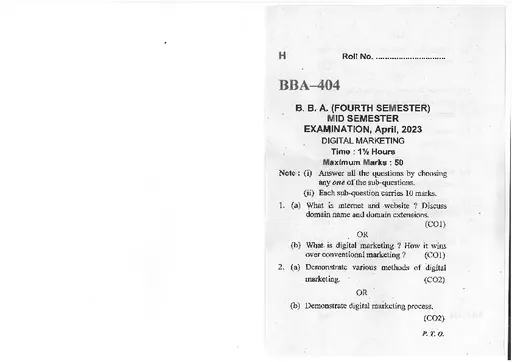 H Roll No. ..............................
BBA–404
B. B. A. (FOURTH SEMESTER)
MID SEMESTER
EXAMINATION, April, 2023
DIGITAL MARKETING
Time : 1½ Hours
Maximum Marks : 50
Note : (i) Answer all the questions by choosing
any one of the sub-questions.
(ii) Each sub-question carries 10 marks.
1. (a) What is internet and website ? Discuss
domain name and domain extensions.
(CO1)
OR
(b) What is digital marketing ? How it wins
over conventional marketing ? (CO1)
2. (a) Demonstrate various methods of digital
marketing. (CO2)
OR
(b) Demonstrate digital marketing process.
(CO2)
P. T. O.